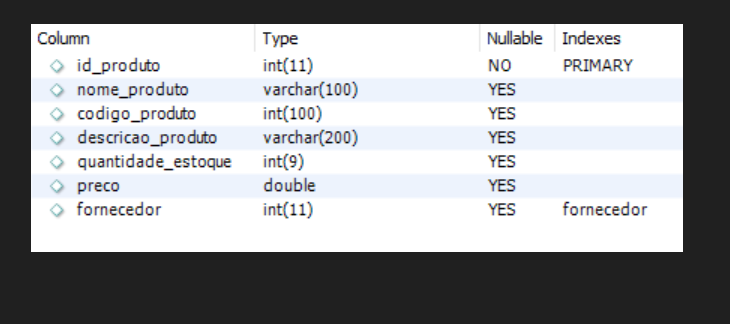 Column Type Nullable Indexes
id_produto int(11) NO PRIMARY
nome_produto varchar(100) YES
codigo_produto int(100) YES
descricao_produto varchar(200) YES
quantidade_estoque int(9) YES
preco double YES
fornecedor int(11) YES fornecedor